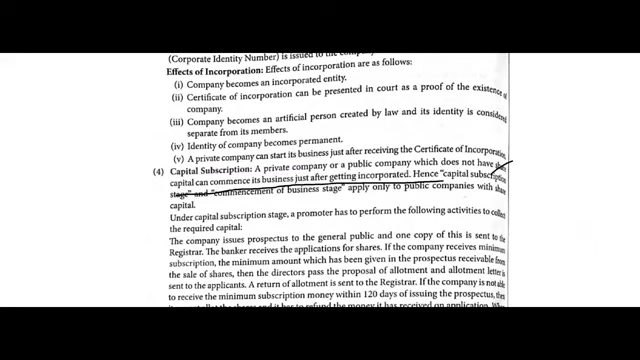 (Corporate Identity Number) is issued to the
Effects of Incorporation: Effects of incorporation are as follows:
(i) Company becomes an incorporated entity.
(ii) Certificate of incorporation can be presented in court as a proof of the existence of
company.
(iii) Company becomes an artificial person created by law and its identity is considered
separate from its members.
(iv) Identity of company becomes permanent.
(v) A private company can start its business just after receiving the Certificate of Incorporation.
(4) Capital Subscription: A private company or a public company which does not have share
capital can commence its business just after getting incorporated. Hence "capital subscription
stage" and "commencement of business stage" apply only to public companies with share
capital.
Under capital subscription stage, a promoter has to perform the following activities to collect
the required capital:
The company issues prospectus to the general public and one copy of this is sent to the
Registrar. The banker receives the applications for shares. If the company receives minimum
subscription, the minimum amount which has been given in the prospectus receivable from
the sale of shares, then the directors pass the proposal of allotment and allotment letter is
sent to the applicants. A return of allotment is sent to the Registrar. If the company is not able
to receive the minimum subscription money within 120 days of issuing the prospectus, then
it has to refund the money it has received on application.